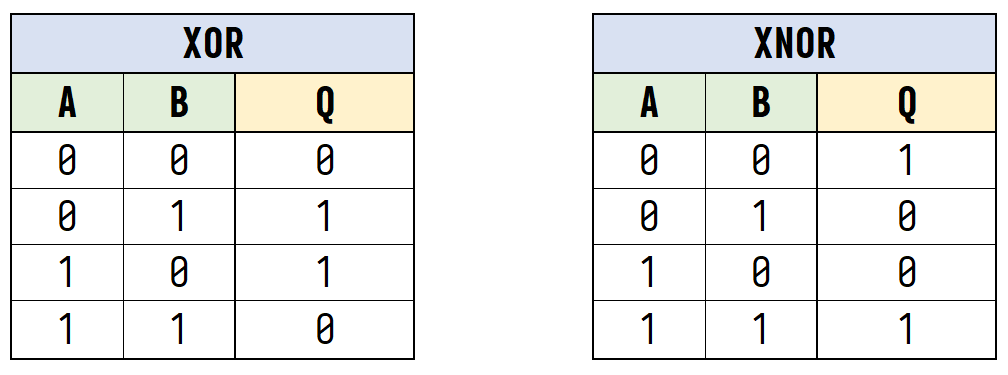 XOR
A B Q
0 0 0
0 1 1
1 0 1
1 1 0
XNOR
A B Q
0 0 1
0 1 0
1 0 0
1 1 1